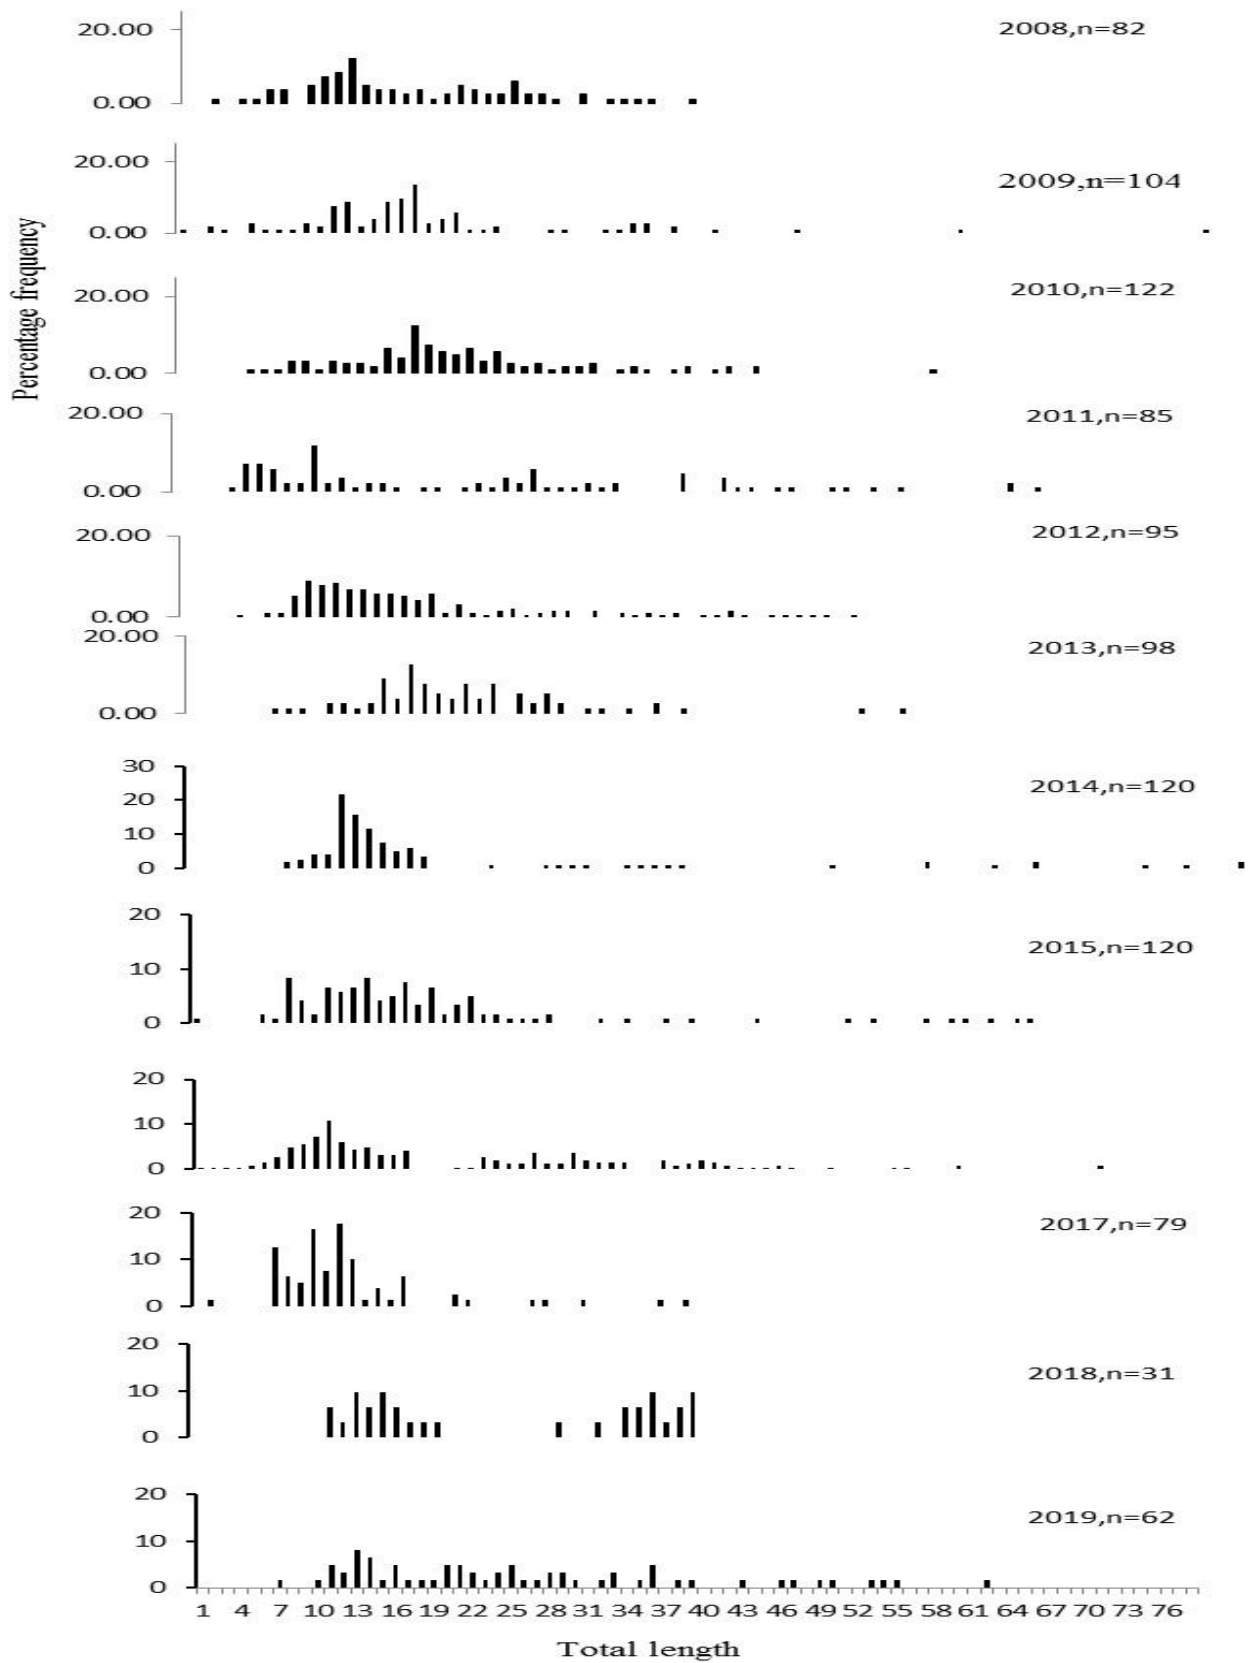 20.00
2008,n=82
0.00
20.00
2009,n=104
0.00
Percentage frequency
20.00
2010,n=122
0.00
20.00
2011,n=85
0.00
20.00
2012,n=95
0.00
20.00
2013,n=98
0.00
30
2014,n=120
20
10
0
20
2015,n=120
10
0
20
10
0
20
2017,n=79
10
0
20
2018,n=31
10
0
20
2019,n=62
10
0
1 4 7 10 13 16 19 22 25 28 31 34 37 40 43 46 49 52 55 58 61 64 67 70 73 76
Total length